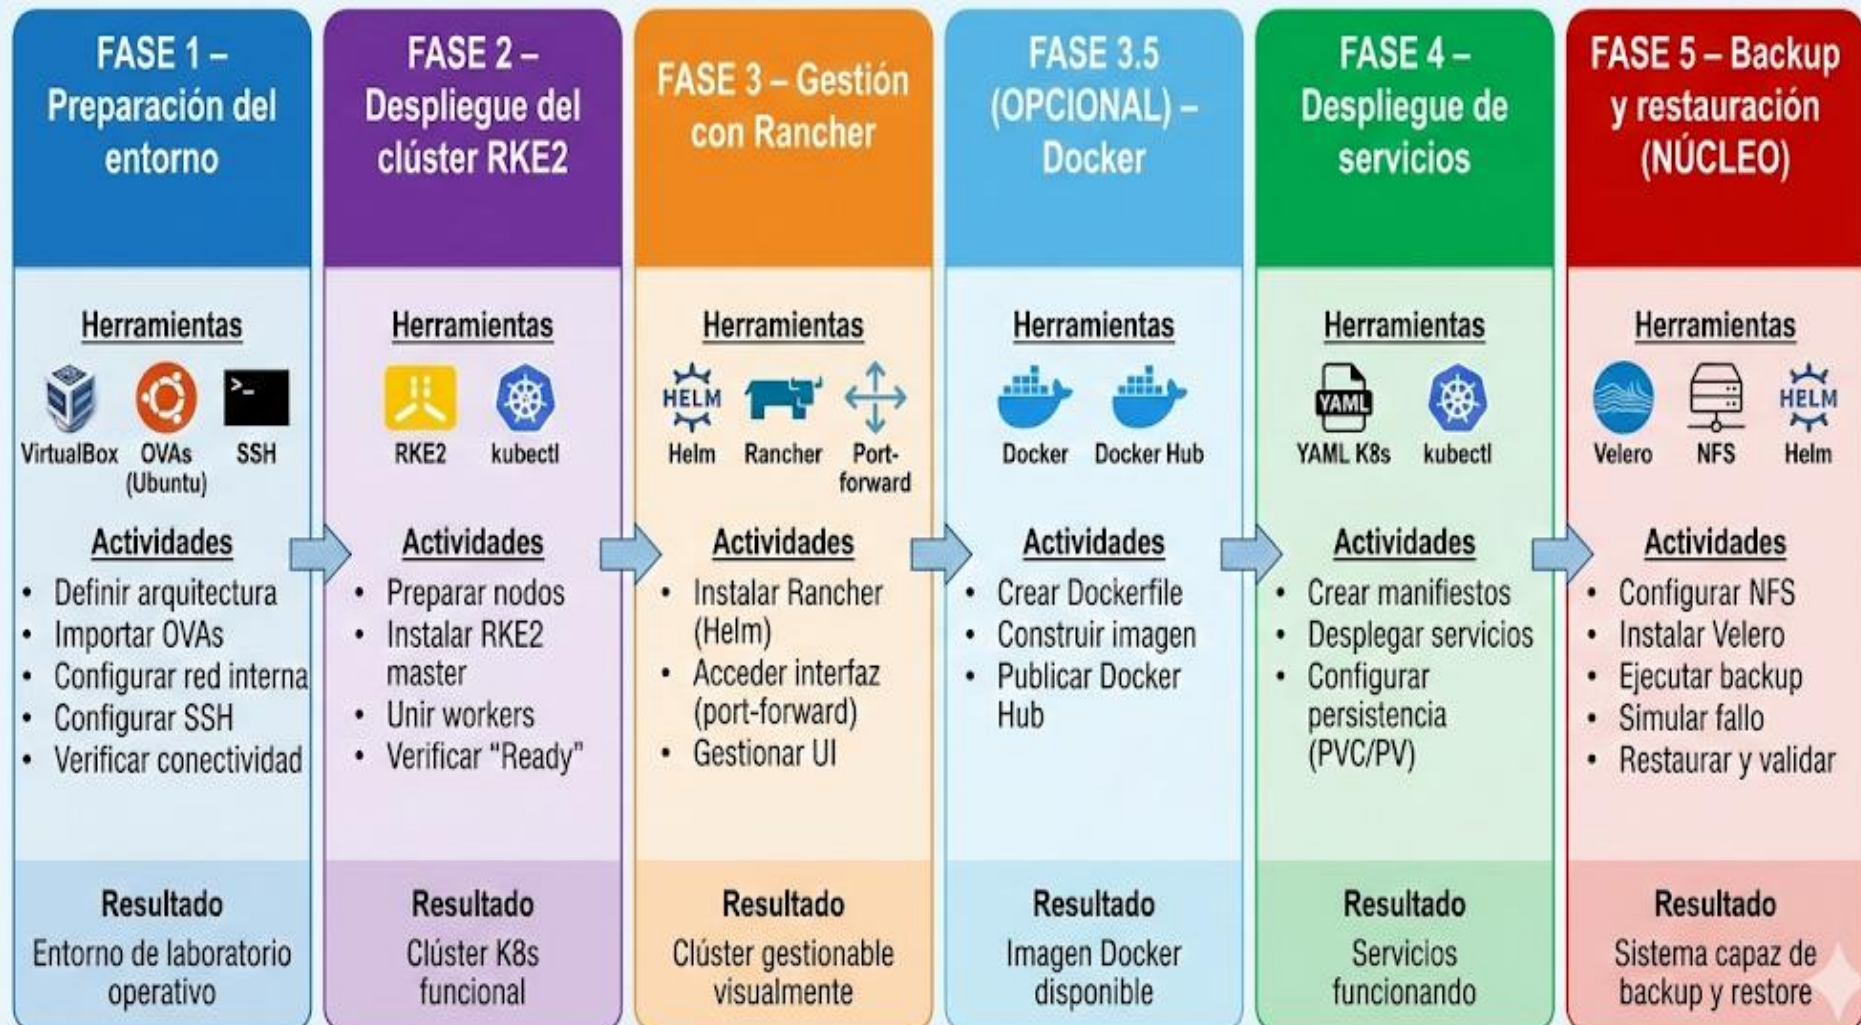 FASE 1 –
Preparación del
entorno
Herramientas
VirtualBox
OVAs
(Ubuntu)
>_
SSH
Actividades
• Definir arquitectura
• Importar OVAs
• Configurar red interna
• Configurar SSH
• Verificar conectividad
Resultado
Entorno de laboratorio
operativo
FASE 2 –
Despliegue del
clúster RKE2
Herramientas
RKE2
kubectl
Actividades
• Preparar nodos
• Instalar RKE2
master
• Unir workers
• Verificar “Ready”
Resultado
Clúster K8s
funcional
FASE 3 – Gestión
con Rancher
Herramientas
HELM
Helm
Rancher
Port-
forward
Actividades
• Instalar Rancher
(Helm)
• Acceder interfaz
(port-forward)
• Gestionar UI
Resultado
Clúster gestionable
visualmente
FASE 3.5
(OPCIONAL) –
Docker
Herramientas
Docker
Docker Hub
Actividades
• Crear Dockerfile
• Construir imagen
• Publicar Docker
Hub
Resultado
Imagen Docker
disponible
FASE 4 –
Despliegue de
servicios
Herramientas
YAML
YAML K8s
kubectl
Actividades
• Crear manifiestos
• Desplegar servicios
• Configurar
persistencia
(PVC/PV)
Resultado
Servicios
funcionando
FASE 5 – Backup
y restauración
(NÚCLEO)
Herramientas
Velero
NFS
HELM
Helm
Actividades
• Configurar NFS
• Instalar Velero
• Ejecutar backup
• Simular fallo
• Restaurar y validar
Resultado
Sistema capaz de
backup y restore